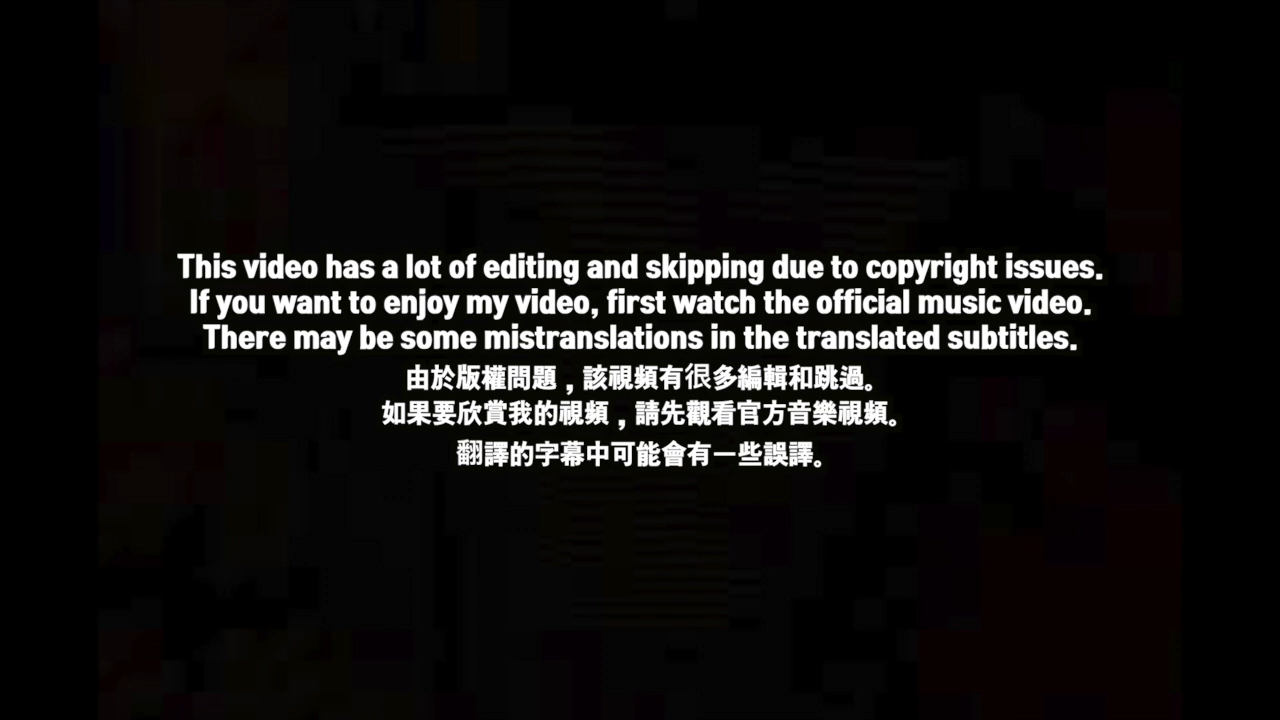 This video has a lot of editing and skipping due to copyright issues.
If you want to enjoy my video, first watch the official music video.
There may be some mistranslations in the translated subtitles.
由於版權問題，該視頻有很多編輯和跳過。
如果要欣賞我的視頻，請先觀看官方音樂視頻。
翻譯的字幕中可能會有一些誤譯。